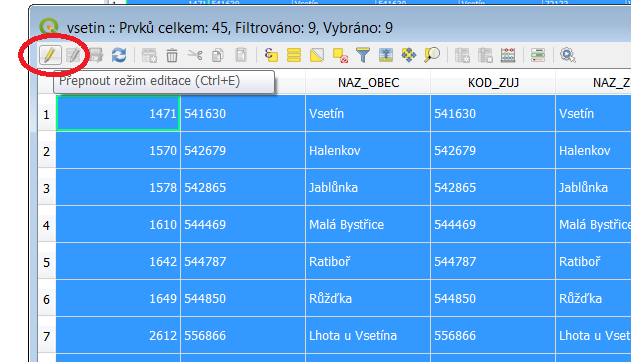 vsetin :: Prvků celkem: 45, Filtrováno: 9, Vybráno: 9
Přepnout režim editace (Ctrl+E)
NAZ_OBEC KOD_ZUJ NAZ_Z
1 1471 541630 Vsetín 541630 Vsetín
2 1570 542679 Halenkov 542679 Halenkov
3 1578 542865 Jablůnka 542865 Jablůnka
4 1610 544469 Malá Bystřice 544469 Malá Bystřice
5 1642 544787 Ratiboř 544787 Ratiboř
6 1649 544850 Růžďka 544850 Růžďka
7 2612 556866 Lhota u Vsetína 556866 Lhota u Vset